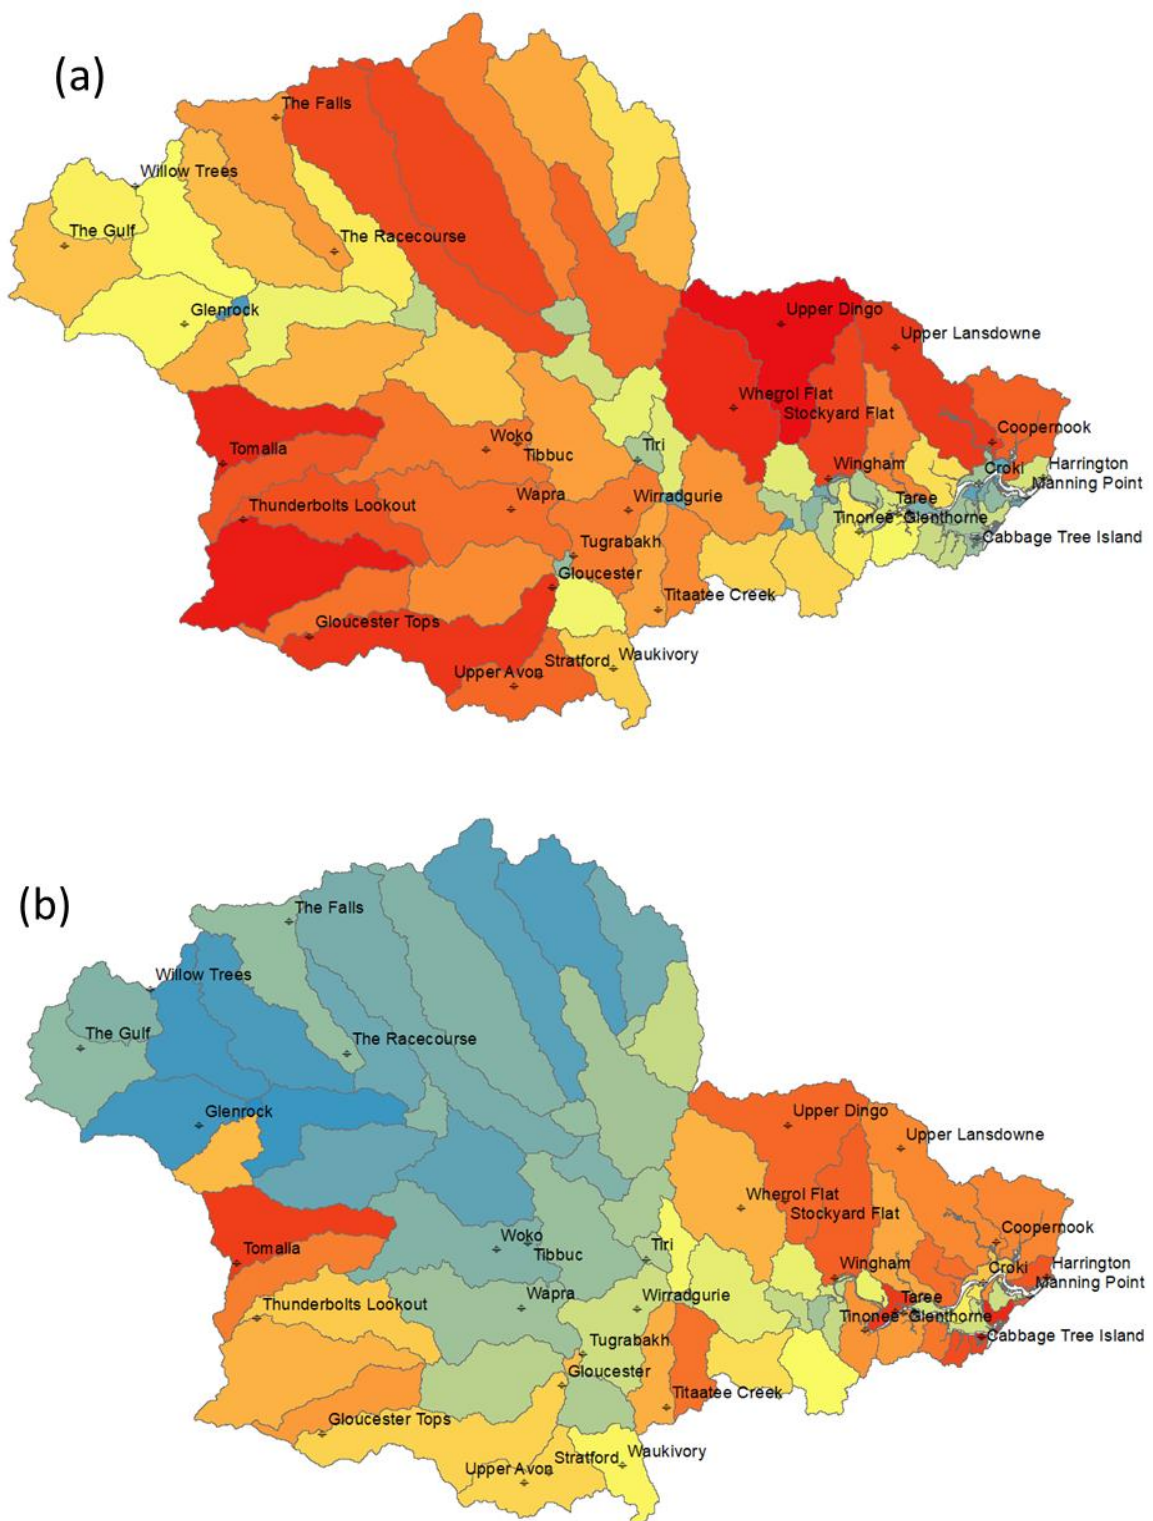 (a)
The Falls
Willow Trees
The Gulf
The Racecourse
Glenrock
Upper Dingo
Upper Lansdowne
Wherrol Flat
Stockyard Flat
Coopernook
Tomalla
Woko
Tibbuc
Tiri
Wingham
Croki
Harrington
Manning Point
Thunderbolts Lookout
Wapra
Wirradgurie
Taree
Tinonee
Glenthorne
Cabbage Tree Island
Tugrabakh
Gloucester
Titaatee Creek
Gloucester Tops
Upper Avon
Stratford
Waukivory
(b)
The Falls
Willow Trees
The Gulf
The Racecourse
Glenrock
Upper Dingo
Upper Lansdowne
Wherrol Flat
Stockyard Flat
Coopernook
Tomalla
Woko
Tibbuc
Tiri
Wingham
Croki
Harrington
Manning Point
Thunderbolts Lookout
Wapra
Wirradgurie
Taree
Tinonee
Glenthorne
Cabbage Tree Island
Tugrabakh
Gloucester
Titaatee Creek
Gloucester Tops
Upper Avon
Stratford
Waukivory